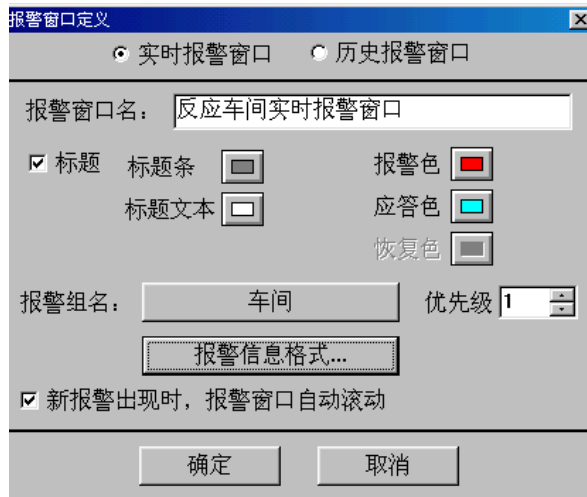 报警窗口定义
实时报警窗口 历史报警窗口
报警窗口名： 反应车间实时报警窗口
标题 标题条 报警色
标题文本 应答色
恢复色
报警组名： 车间 优先级 1
报警信息格式...
新报警出现时，报警窗口自动滚动
确定 取消